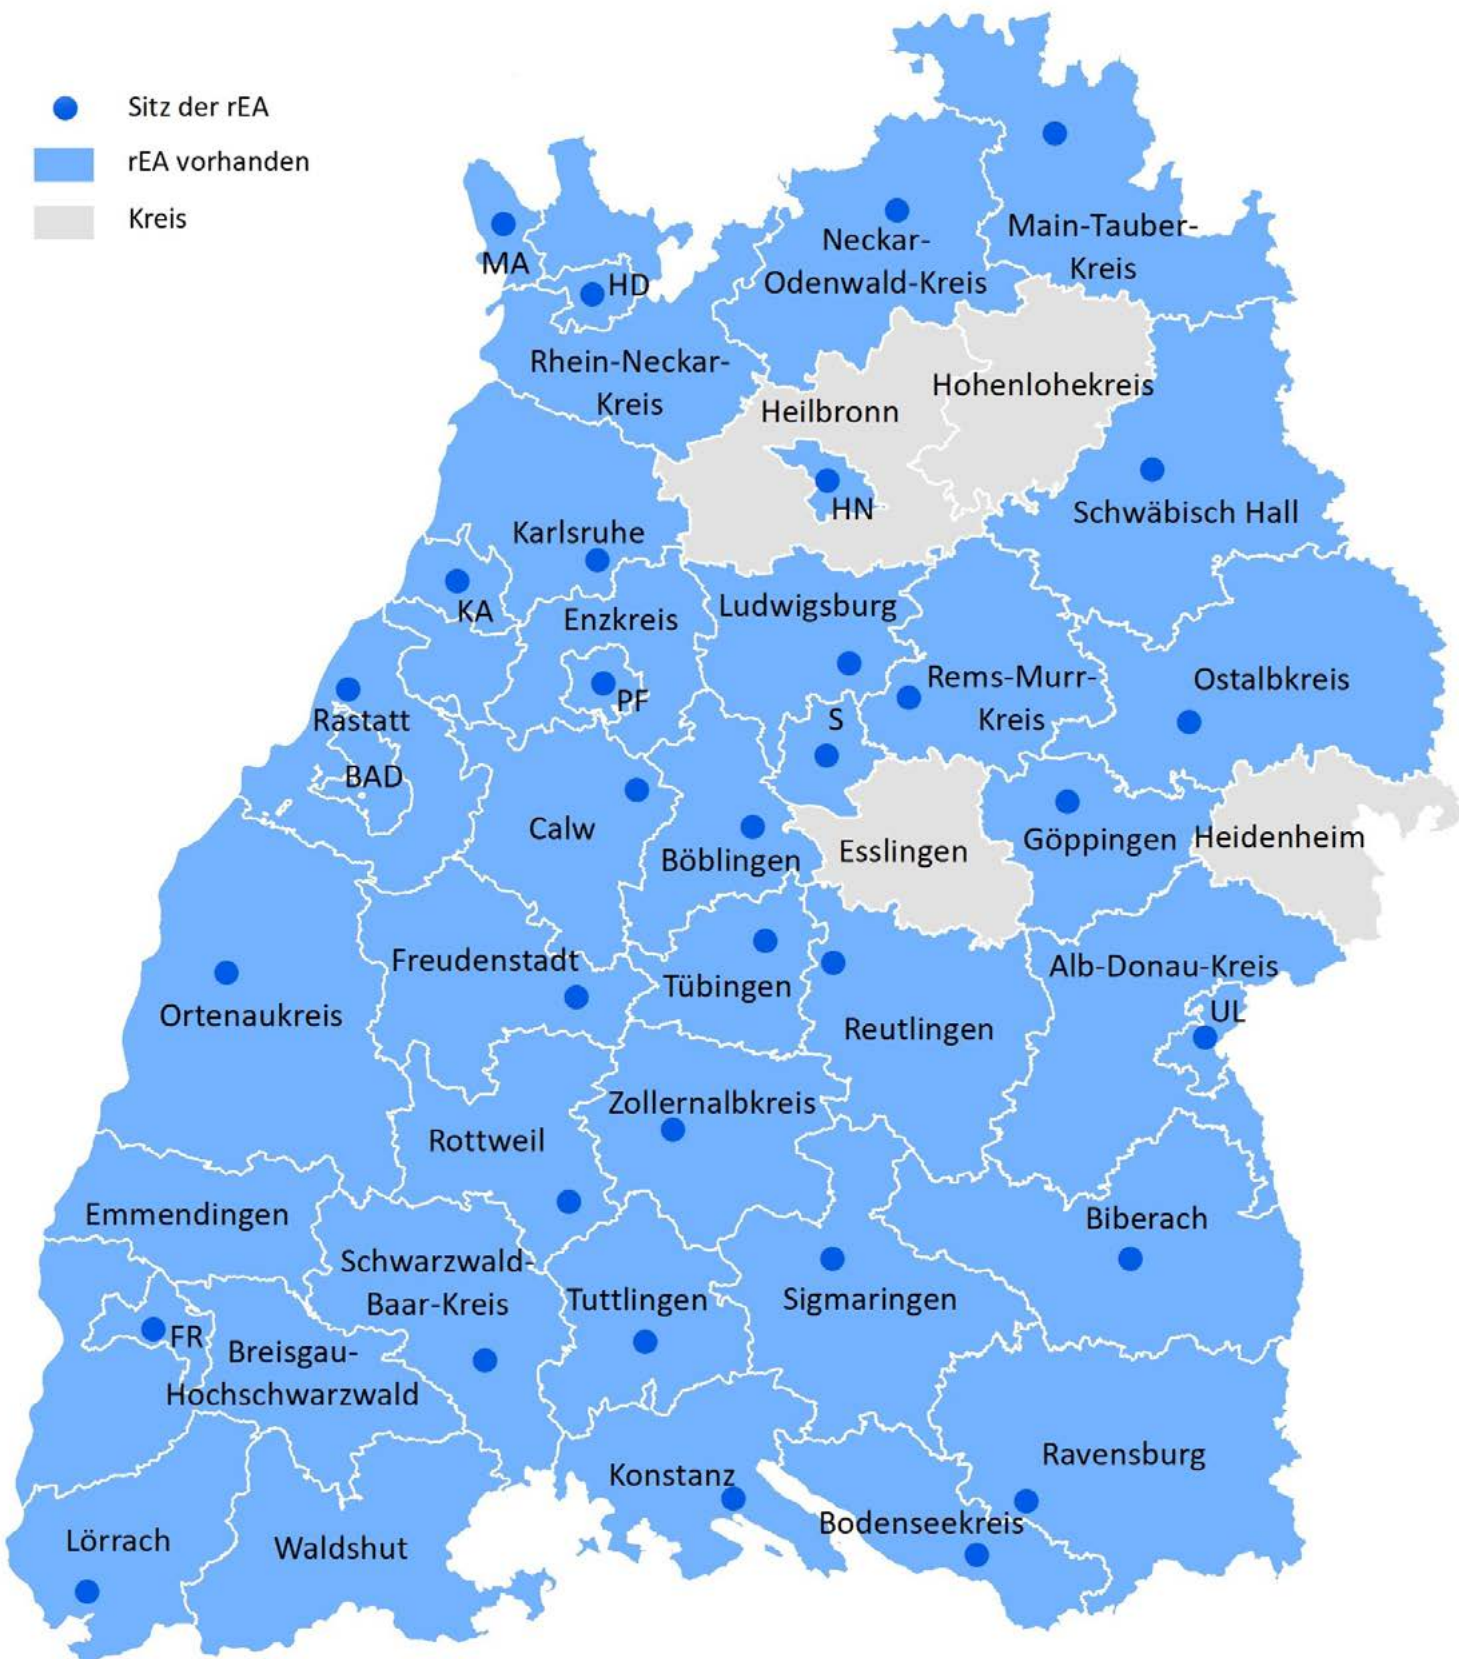 Sitz der rEA
rEA vorhanden
Kreis
MA
HD
Neckar-
Odenwald-Kreis
Main-Tauber-
Kreis
Rhein-Neckar-
Kreis
Heilbronn
Hohenlohekreis
HN
Schwäbisch Hall
Karlsruhe
KA
Enzkreis
Ludwigsburg
PF
Rems-Murr-
Kreis
Ostalbkreis
Rastatt
S
BAD
Calw
Böblingen
Esslingen
Göppingen
Heidenheim
Freudenstadt
Tübingen
Alb-Donau-Kreis
Ortenaukreis
Reutlingen
UL
Zollernalbkreis
Rottweil
Emmendingen
Biberach
Schwarzwald-
Baar-Kreis
Tuttlingen
Sigmaringen
FR
Breisgau-
Hochschwarzwald
Ravensburg
Konstanz
Bodenseekreis
Lörrach
Waldshut